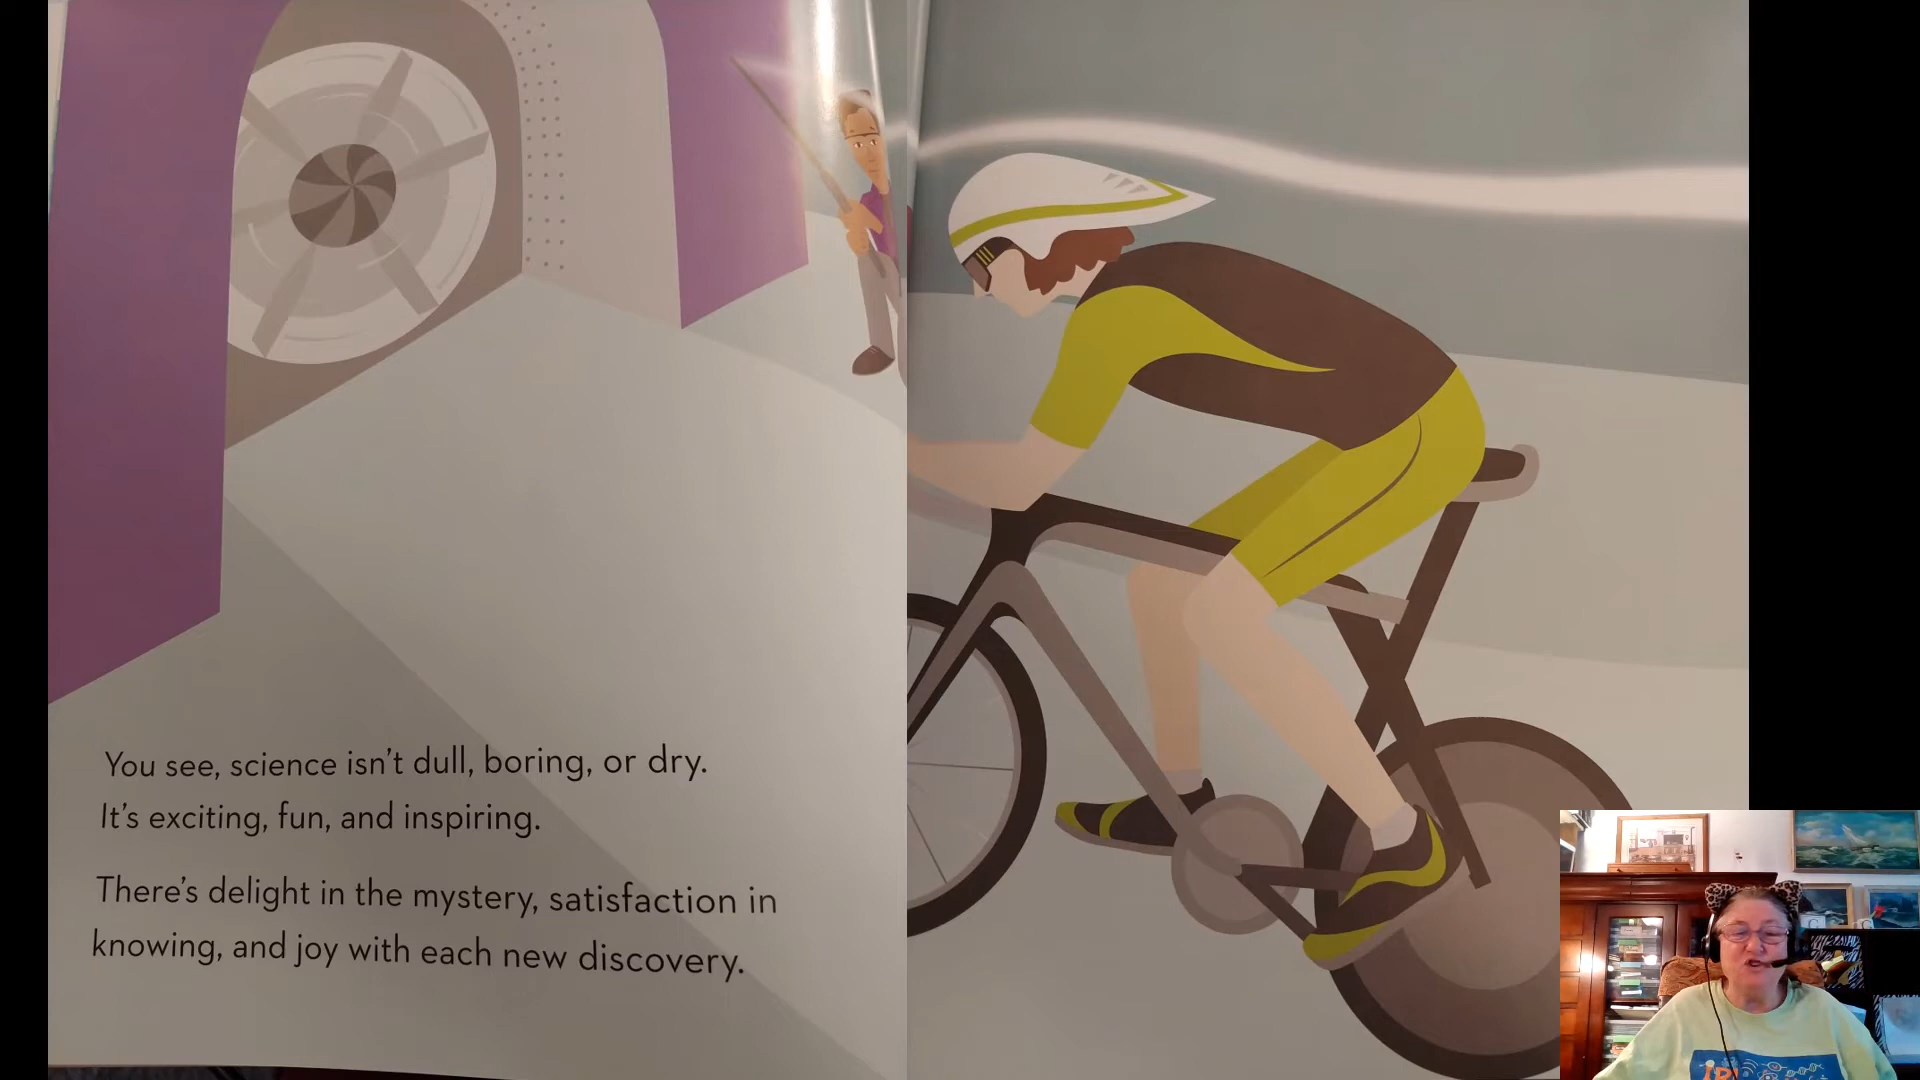 You see, science isn't dull, boring, or dry.
It's exciting, fun, and inspiring.
There's delight in the mystery, satisfaction in
knowing, and joy with each new discovery.